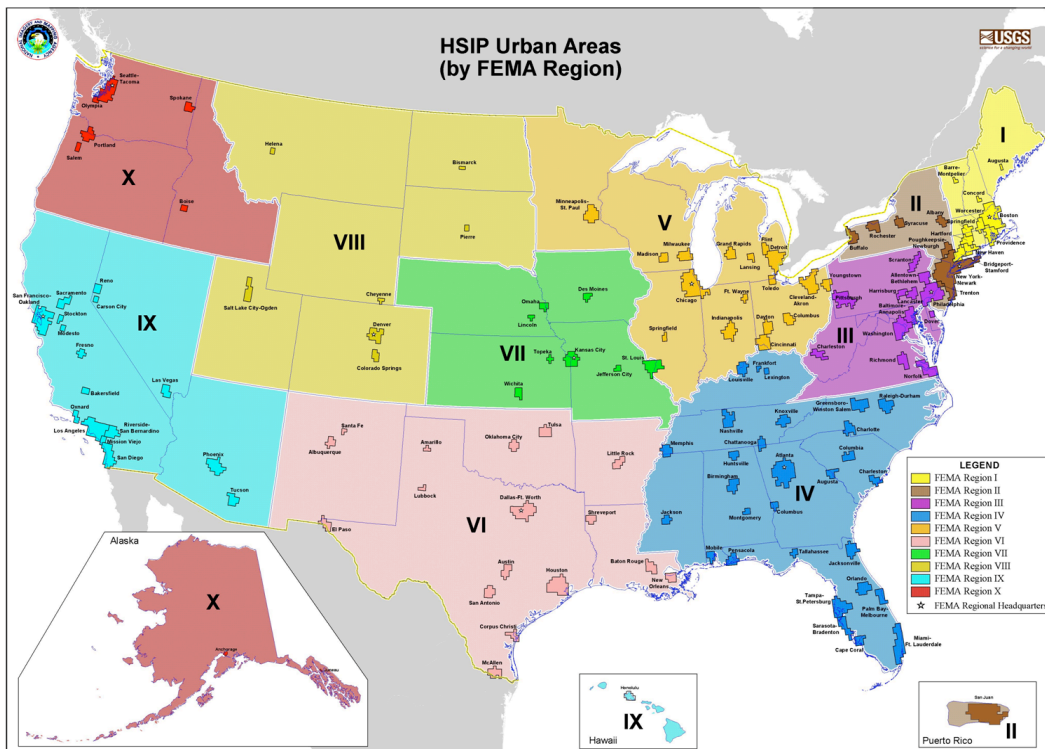 HSIP Urban Areas
(by FEMA Region)
USGS
science for a changing world
Seattle-
Tacoma
Olympia
Spokane
Portland
Salem
X
Boise
Helena
Bismarck
Pierre
VIII
Cheyenne
Salt Lake City-Ogden
Denver
Colorado Springs
Minneapolis-
St. Paul
V
Milwaukee
Madison
Grand Rapids
Lansing
Flint
Detroit
Chicago
Ft. Wayne
Toledo
Cleveland-
Akron
Springfield
Indianapolis
Dayton
Columbus
Cincinnati
I
Augusta
Barre-
Montpelier
Concord
Worcester
Boston
Springfield
Hartford
Providence
New Haven
Bridgeport-
Stamford
II
Albany
Syracuse
Rochester
Buffalo
Poughkeepsie-
Newburgh
New York-
Newark
Trenton
Scranton
Allentown-
Bethlehem
Youngstown
Pittsburgh
Harrisburg
Lancaster
Philadelphia
Baltimore-
Annapolis
Dover
Washington
III
Charleston
Richmond
Norfolk
San Francisco-
Oakland
Sacramento
Reno
Carson City
Stockton
Modesto
IX
Fresno
Las Vegas
Bakersfield
Oxnard
Los Angeles
Riverside-
San Bernardino
Mission Viejo
San Diego
Phoenix
Tucson
Omaha
Lincoln
Des Moines
VII
Topeka
Kansas City
St. Louis
Jefferson City
Wichita
Santa Fe
Albuquerque
Amarillo
Lubbock
Oklahoma City
Tulsa
Little Rock
Dallas-Ft. Worth
Shreveport
VI
El Paso
Austin
San Antonio
Houston
Baton Rouge
New
Orleans
Corpus Christi
McAllen
Frankfort
Louisville
Lexington
Memphis
Nashville
Knoxville
Chattanooga
Greensboro-
Winston Salem
Raleigh-Durham
Charlotte
Huntsville
Atlanta
Columbia
Birmingham
Augusta
Charleston
IV
Jackson
Montgomery
Columbus
Mobile
Pensacola
Tallahassee
Jacksonville
Orlando
Tampa-
St.Petersburg
Palm Bay-
Melbourne
Sarasota-
Bradenton
Cape Coral
Miami-
Ft. Lauderdale
LEGEND
FEMA Region I
FEMA Region II
FEMA Region III
FEMA Region IV
FEMA Region V
FEMA Region VI
FEMA Region VII
FEMA Region VIII
FEMA Region IX
FEMA Region X
FEMA Regional Headquarters
Alaska
X
Anchorage
Juneau
Honolulu
IX
Hawaii
San Juan
Puerto Rico
II